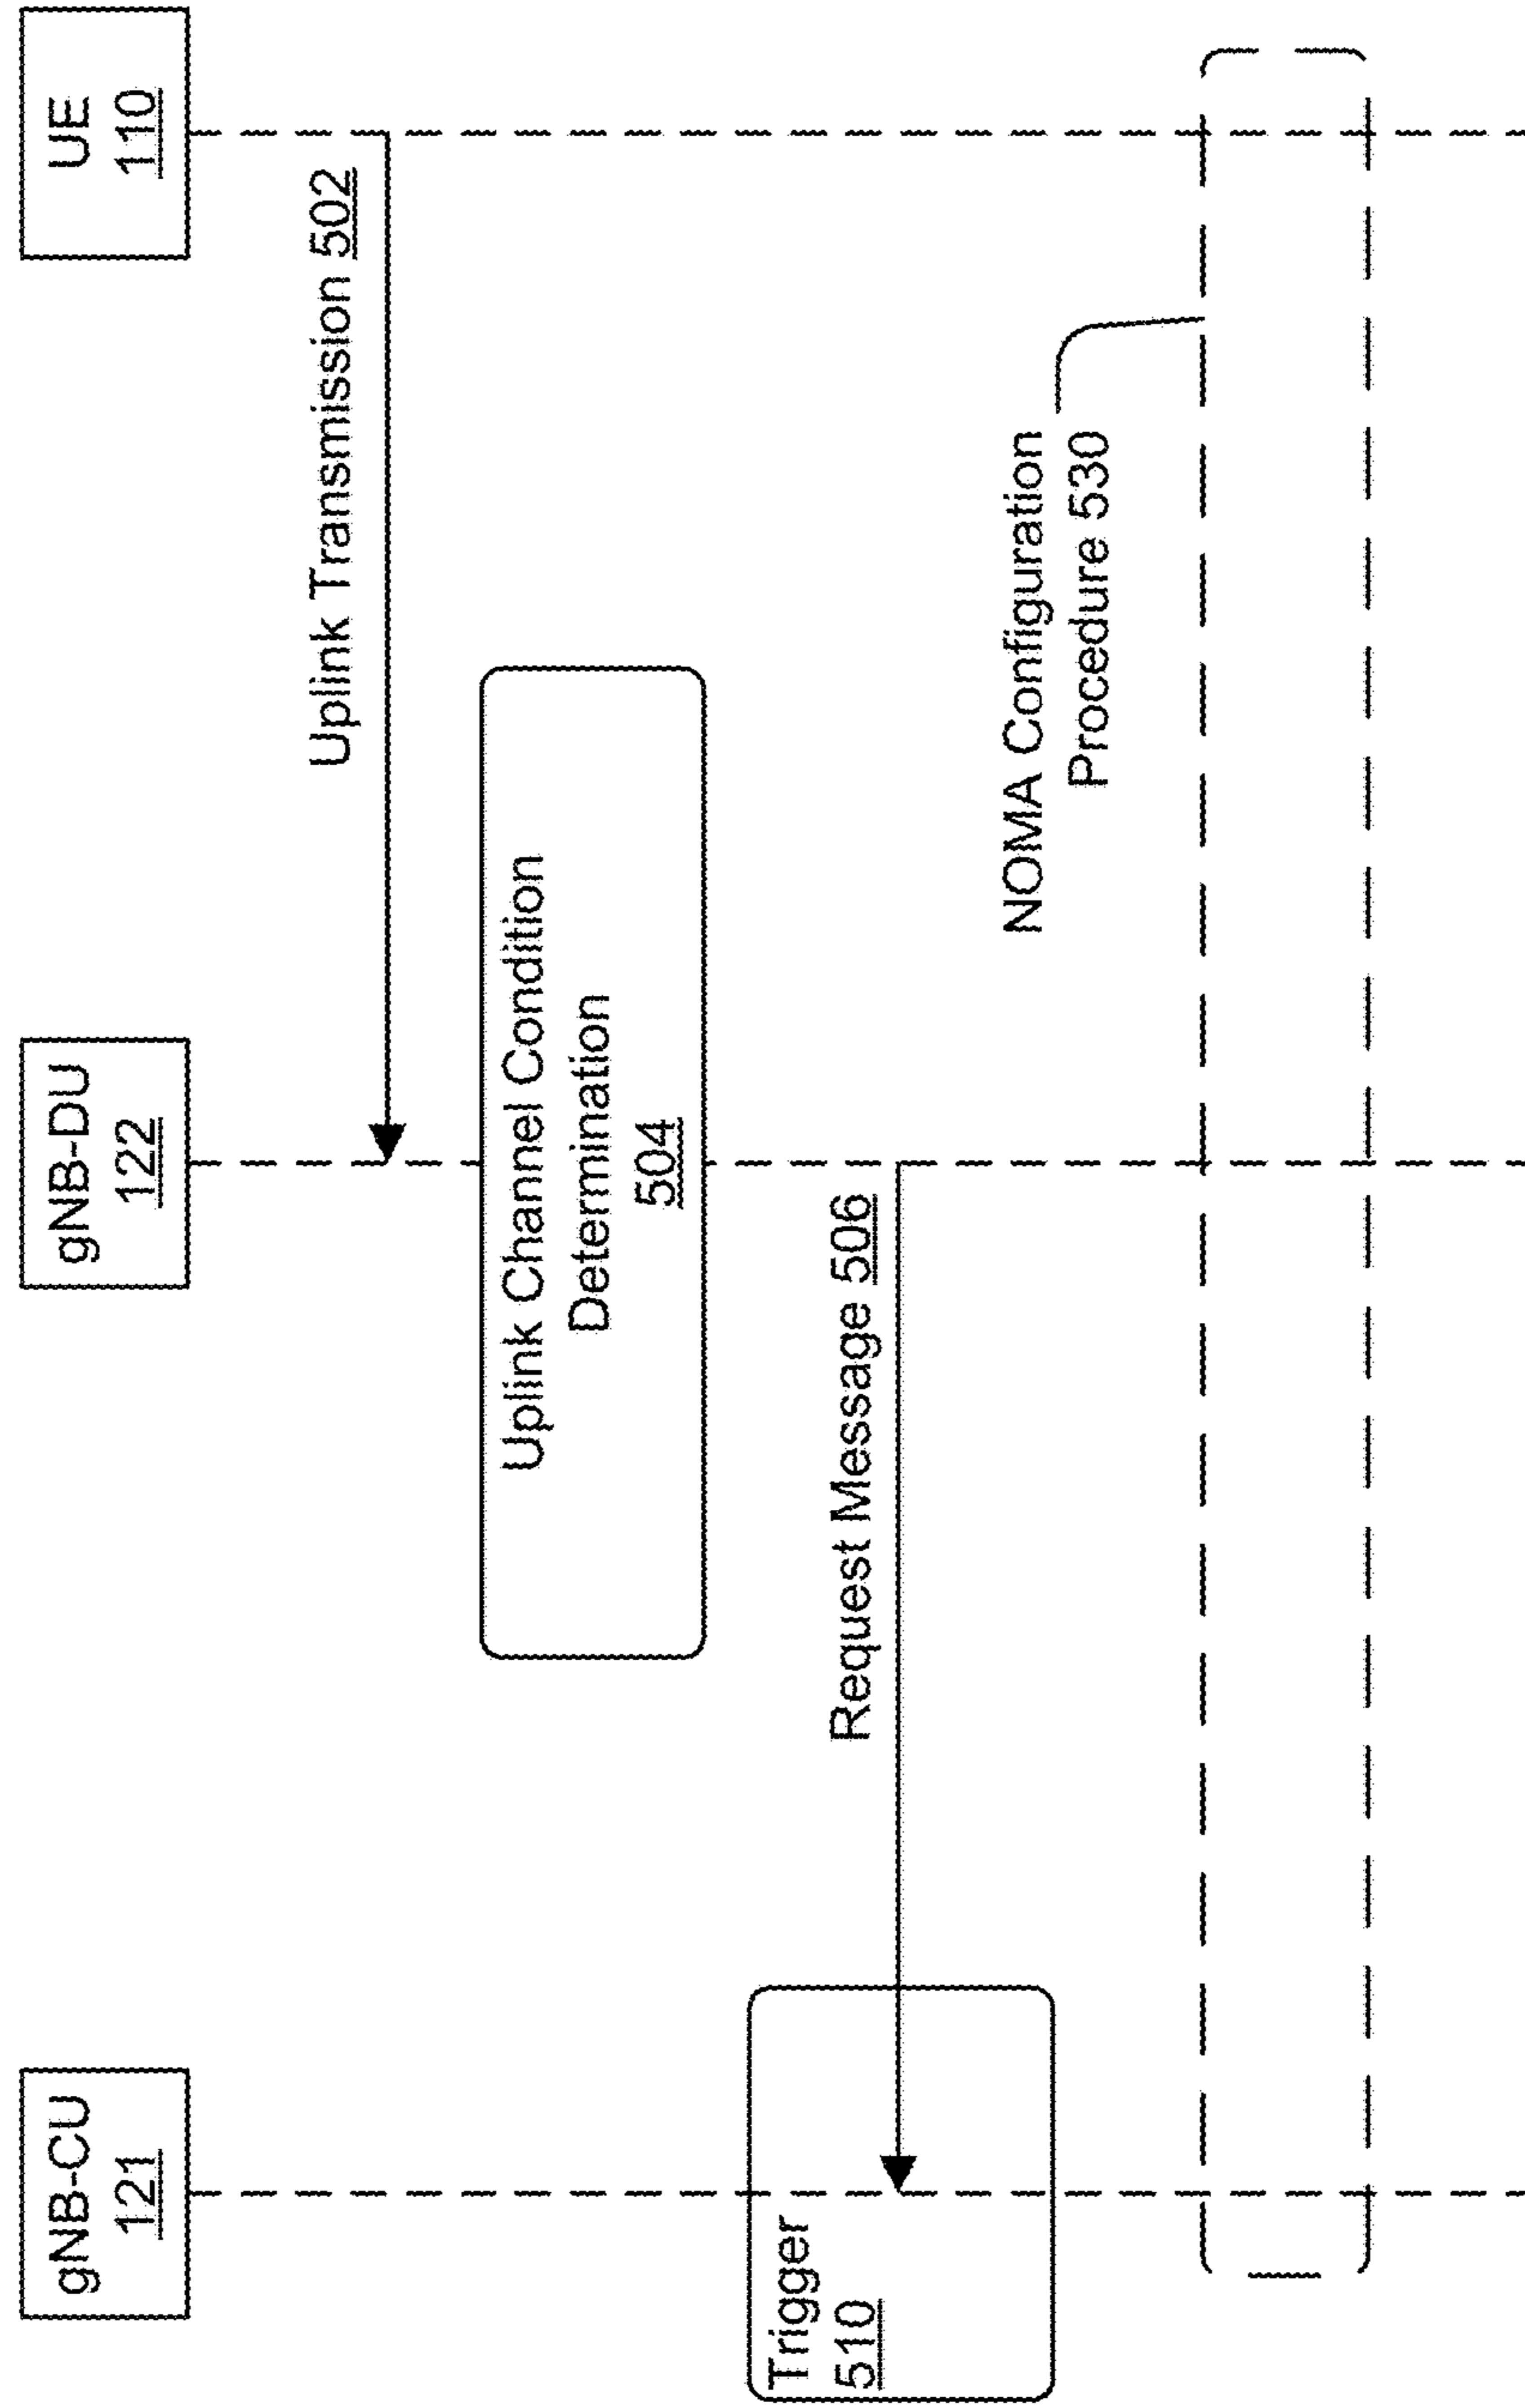 gNB-CU
121
gNB-DU
122
UE
110
Uplink Transmission 502
Uplink Channel Condition
Determination
504
Trigger
510
Request Message 506
NOMA Configuration
Procedure 530